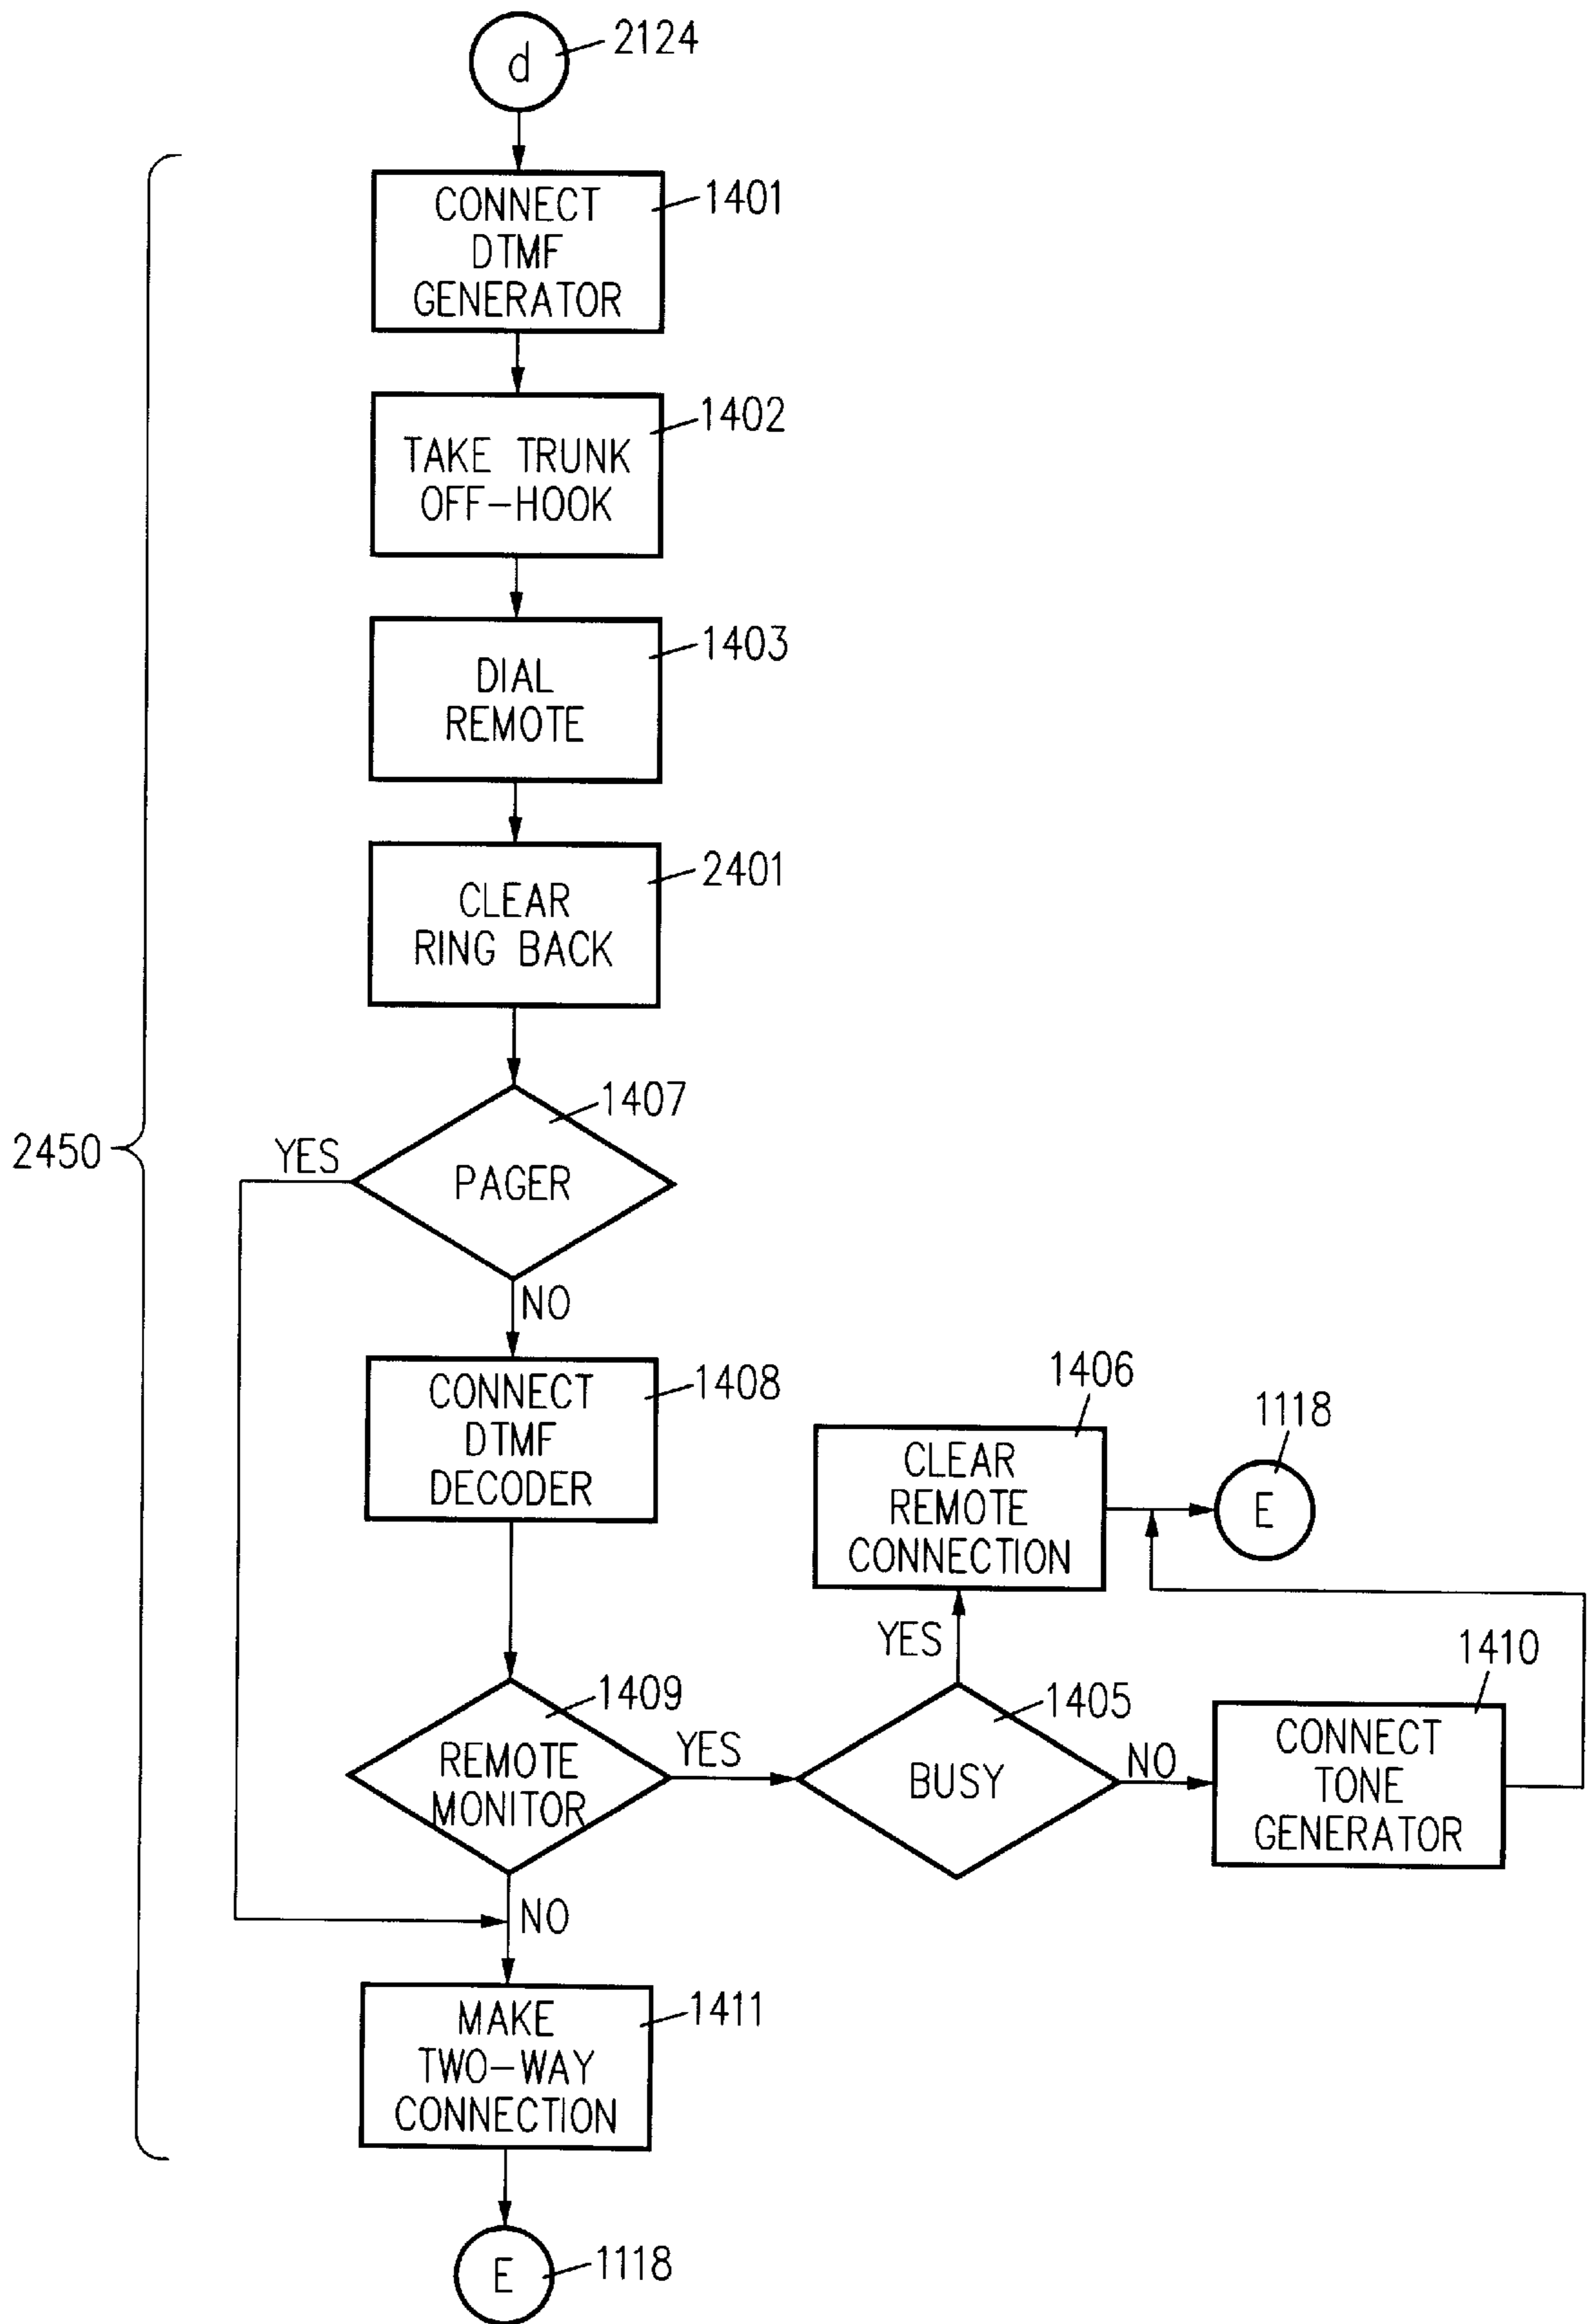 d
2124
CONNECT
DTMF
GENERATOR
1401
TAKE TRUNK
OFF-HOOK
1402
DIAL
REMOTE
1403
CLEAR
RING BACK
2401
2450
YES
PAGER
1407
NO
CONNECT
DTMF
DECODER
1408
REMOTE
MONITOR
1409
YES
NO
BUSY
1405
YES
NO
CLEAR
REMOTE
CONNECTION
1406
E
1118
CONNECT
TONE
GENERATOR
1410
MAKE
TWO-WAY
CONNECTION
1411
E
1118